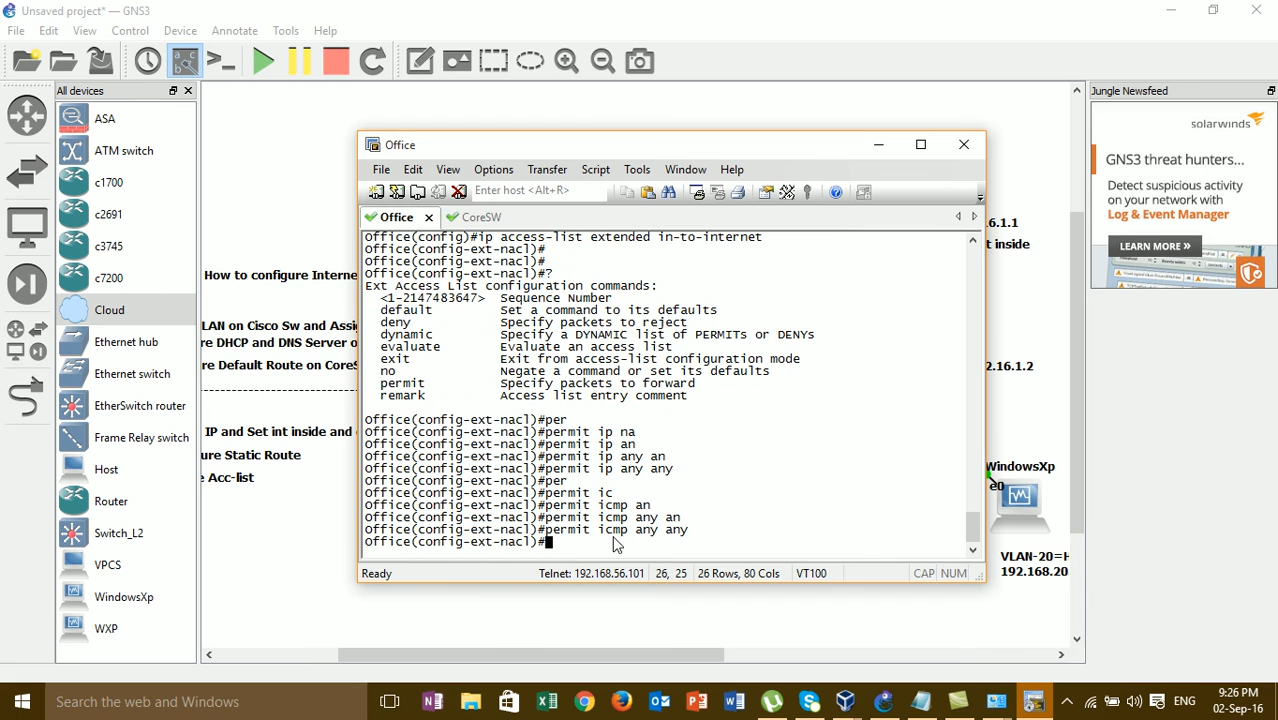 Unsaved project* — GNS3
File Edit View Control Device Annotate Tools Help
All devices
ASA
ATM switch
c1700
c2691
c3745
c7200
Cloud
Ethernet hub
Ethernet switch
EtherSwitch router
Frame Relay switch
Host
Router
Switch_L2
VPCS
WindowsXp
WXP
How to configure Interne
LAN on Cisco Sw and Assig
re DHCP and DNS Server o
re Default Route on CoreS
IP and Set int inside and
ure Static Route
e Acc-list
Office
File Edit View Options Transfer Script Tools Window Help
Enter host <Alt+R>
Office
CoreSW
Office(config)#ip access-list extended in-to-internet
Office(config-ext-nacl)#
Office(config-ext-nacl)#
Office(config-ext-nacl)#?
Ext Access List configuration commands:
<1-2147483647> Sequence Number
default Set a command to its defaults
deny Specify packets to reject
dynamic Specify a DYNAMIC list of PERMITs or DENYs
evaluate Evaluate an access list
exit Exit from access-list configuration mode
no Negate a command or set its defaults
permit Specify packets to forward
remark Access list entry comment
Office(config-ext-nacl)#per
Office(config-ext-nacl)#permit ip na
Office(config-ext-nacl)#permit ip an
Office(config-ext-nacl)#permit ip any an
Office(config-ext-nacl)#permit ip any any
Office(config-ext-nacl)#per
Office(config-ext-nacl)#permit ic
Office(config-ext-nacl)#permit icmp an
Office(config-ext-nacl)#permit icmp any an
Office(config-ext-nacl)#permit icmp any any
Office(config-ext-nacl)#
Ready Telnet: 192.168.56.101 26, 25 26 Rows, 80 Cols VT100 CAP NUM
6.1.1
t inside
2.16.1.2
WindowsXp
e0
VLAN-20=H
192.168.20.
Jungle Newsfeed
solarwinds
GNS3 threat hunters...
Detect suspicious activity
on your network with
Log & Event Manager
LEARN MORE »
Search the web and Windows
ENG
9:26 PM
02-Sep-16